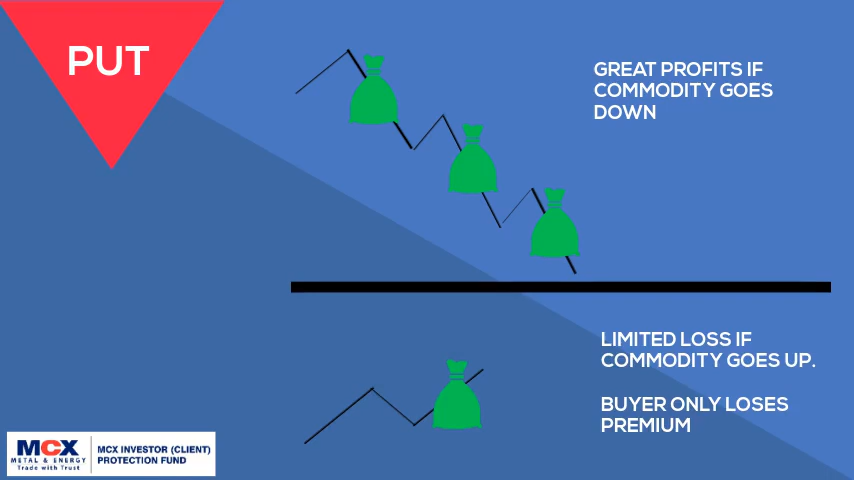 PUT
GREAT PROFITS IF
COMMODITY GOES
DOWN
LIMITED LOSS IF
COMMODITY GOES UP.
BUYER ONLY LOSES
PREMIUM
MCX
METAL & ENERGY
Trade with Trust
MCX INVESTOR (CLIENT)
PROTECTION FUND